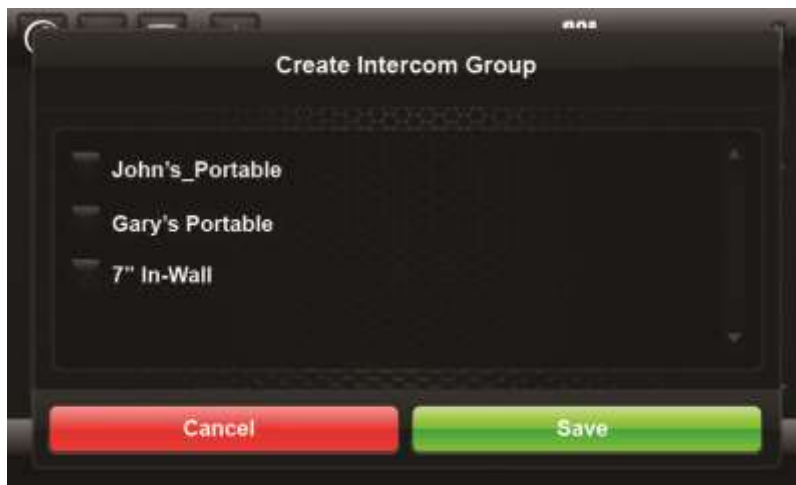 Create Intercom Group
John's_Portable
Gary's Portable
7” In-Wall
Cancel
Save